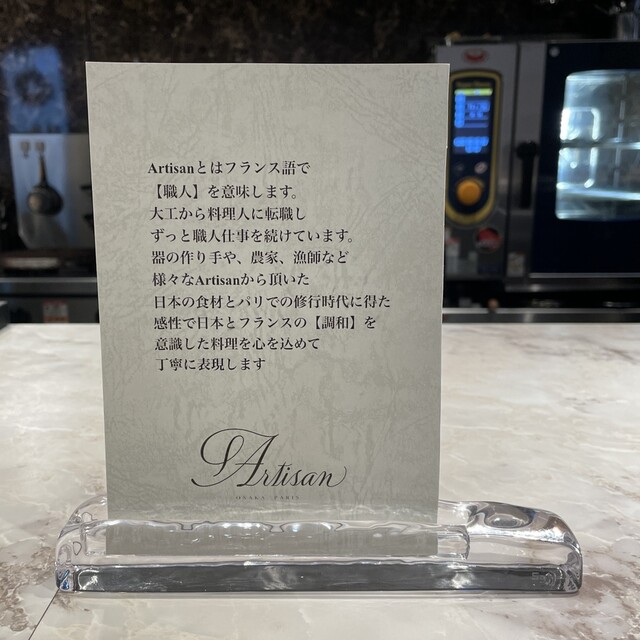 Artisanとはフランス語で
【職人】を意味します。
大工から料理人に転職し
ずっと職人仕事を続けています。
器の作り手や、農家、漁師など
様々なArtisanから頂いた
日本の食材とパリでの修行時代に得た
感性で日本とフランスの【調和】を
意識した料理を心を込めて
丁寧に表現します
L'Artisan
OSAKA PARIS